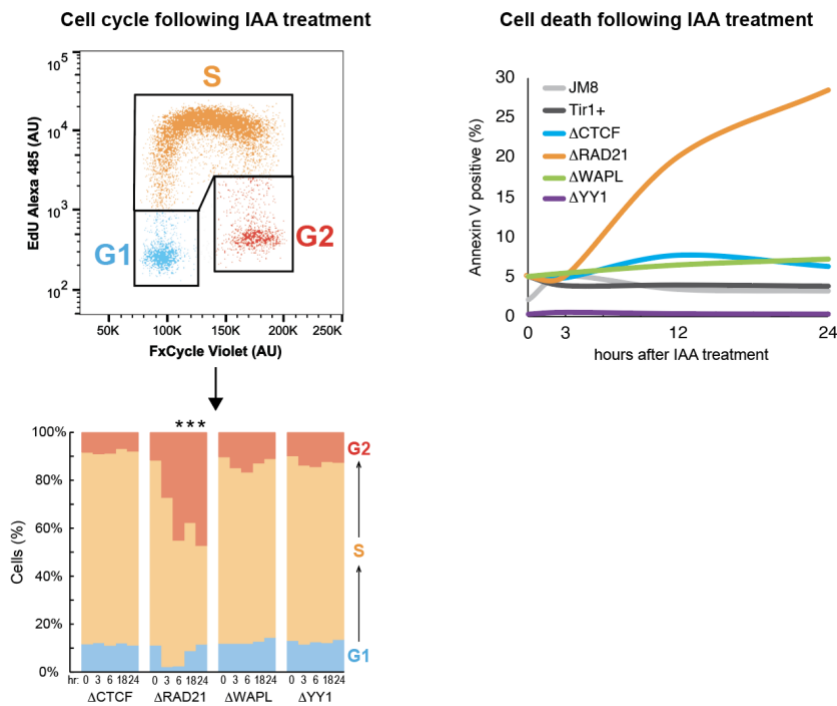 Cell cycle following IAA treatment
10^5
10^4
10^3
10^2
EdU Alexa 485 (AU)
S
G1
G2
50K 100K 150K 200K 250K
FxCycle Violet (AU)
100%
80%
60%
40%
20%
0%
Cells (%)
***
G2
S
G1
hr: 0 3 6 18 24 0 3 6 18 24 0 3 6 18 24 0 3 6 18 24
ΔCTCF ΔRAD21 ΔWAPL ΔYY1
Cell death following IAA treatment
30
25
20
15
10
5
0
Annexin V positive (%)
JM8
Tir1+
ΔCTCF
ΔRAD21
ΔWAPL
ΔYY1
0 3 12 24
hours after IAA treatment